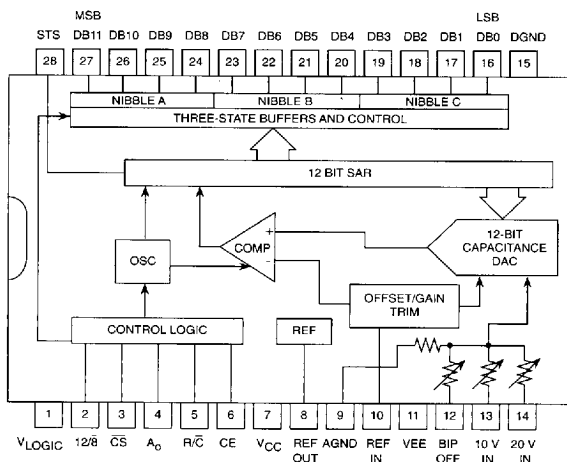 MSB LSB
STS DB11 DB10 DB9 DB8 DB7 DB6 DB5 DB4 DB3 DB2 DB1 DB0 DGND
28 27 26 25 24 23 22 21 20 19 18 17 16 15
NIBBLE A NIBBLE B NIBBLE C
THREE-STATE BUFFERS AND CONTROL
12 BIT SAR
12-BIT
CAPACITANCE
DAC
+
COMP
-
OSC
OFFSET/GAIN
TRIM
CONTROL LOGIC
REF
1 2 3 4 5 6 7 8 9 10 11 12 13 14
VLOGIC 12/8̅ C̅S̅ Ao R/C̅ CE VCC REF AGND REF VEE BIP 10 V 20 V
OUT IN OFF IN IN